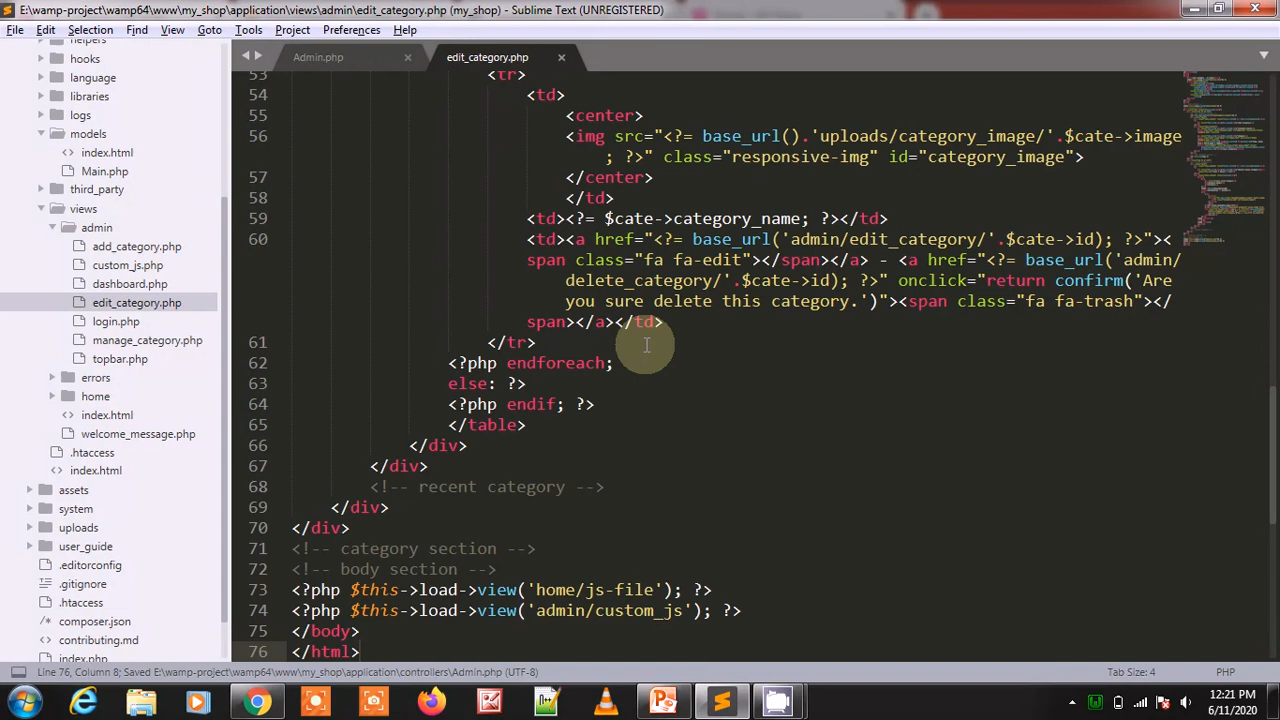 E:\wamp-project\wamp64\www\my_shop\application\views\admin\edit_category.php (my_shop) - Sublime Text (UNREGISTERED)
File Edit Selection Find View Goto Tools Project Preferences Help
helpers
hooks
language
libraries
logs
models
index.html
Main.php
third_party
views
admin
add_category.php
custom_js.php
dashboard.php
edit_category.php
login.php
manage_category.php
topbar.php
errors
home
index.html
welcome_message.php
.htaccess
index.html
assets
system
uploads
user_guide
.editorconfig
.gitignore
.htaccess
composer.json
contributing.md
index.php
Admin.php × edit_category.php ×
53 <tr>
54 <td>
55 <center>
56 <img src="<?= base_url().'uploads/category_image/'.$cate->image
; ?>" class="responsive-img" id="category_image">
57 </center>
58 </td>
59 <td><?= $cate->category_name; ?></td>
60 <td><a href="<?= base_url('admin/edit_category/'.$cate->id); ?>"><
span class="fa fa-edit"></span></a> - <a href="<?= base_url('admin/
delete_category/'.$cate->id); ?>" onclick="return confirm('Are
you sure delete this category.')"><span class="fa fa-trash"></
span></a></td>
61 </tr>
62 <?php endforeach;
63 else: ?>
64 <?php endif; ?>
65 </table>
66 </div>
67 </div>
68 <!-- recent category -->
69 </div>
70 </div>
71 <!-- category section -->
72 <!-- body section -->
73 <?php $this->load->view('home/js-file'); ?>
74 <?php $this->load->view('admin/custom_js'); ?>
75 </body>
76 </html>
Line 76, Column 8; Saved E:\wamp-project\wamp64\www\my_shop\application\controllers\Admin.php (UTF-8) Tab Size: 4 PHP
12:21 PM
6/11/2020